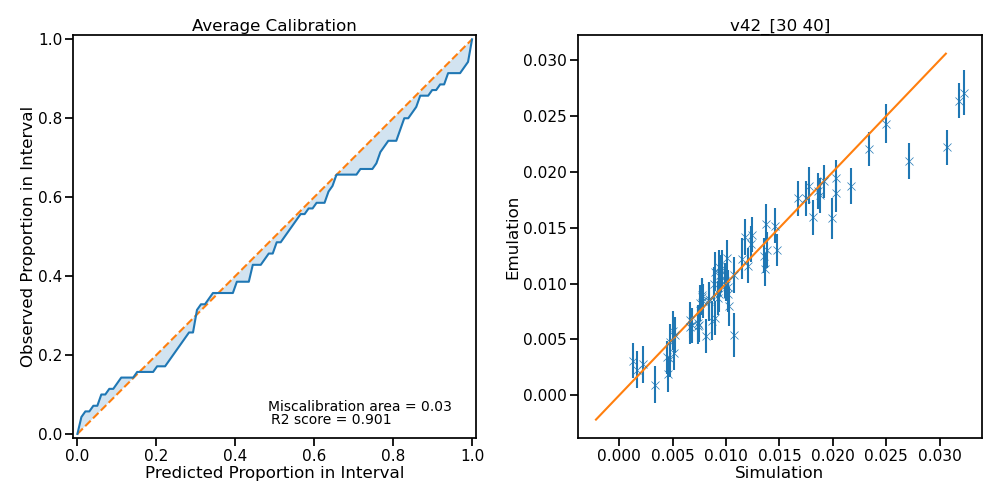 Average Calibration
1.0
0.8
0.6
0.4
0.2
0.0
Observed Proportion in Interval
Miscalibration area = 0.03
R2 score = 0.901
0.0 0.2 0.4 0.6 0.8 1.0
Predicted Proportion in Interval
v42 [30 40]
0.030
0.025
0.020
0.015
0.010
0.005
0.000
Emulation
0.000 0.005 0.010 0.015 0.020 0.025 0.030
Simulation